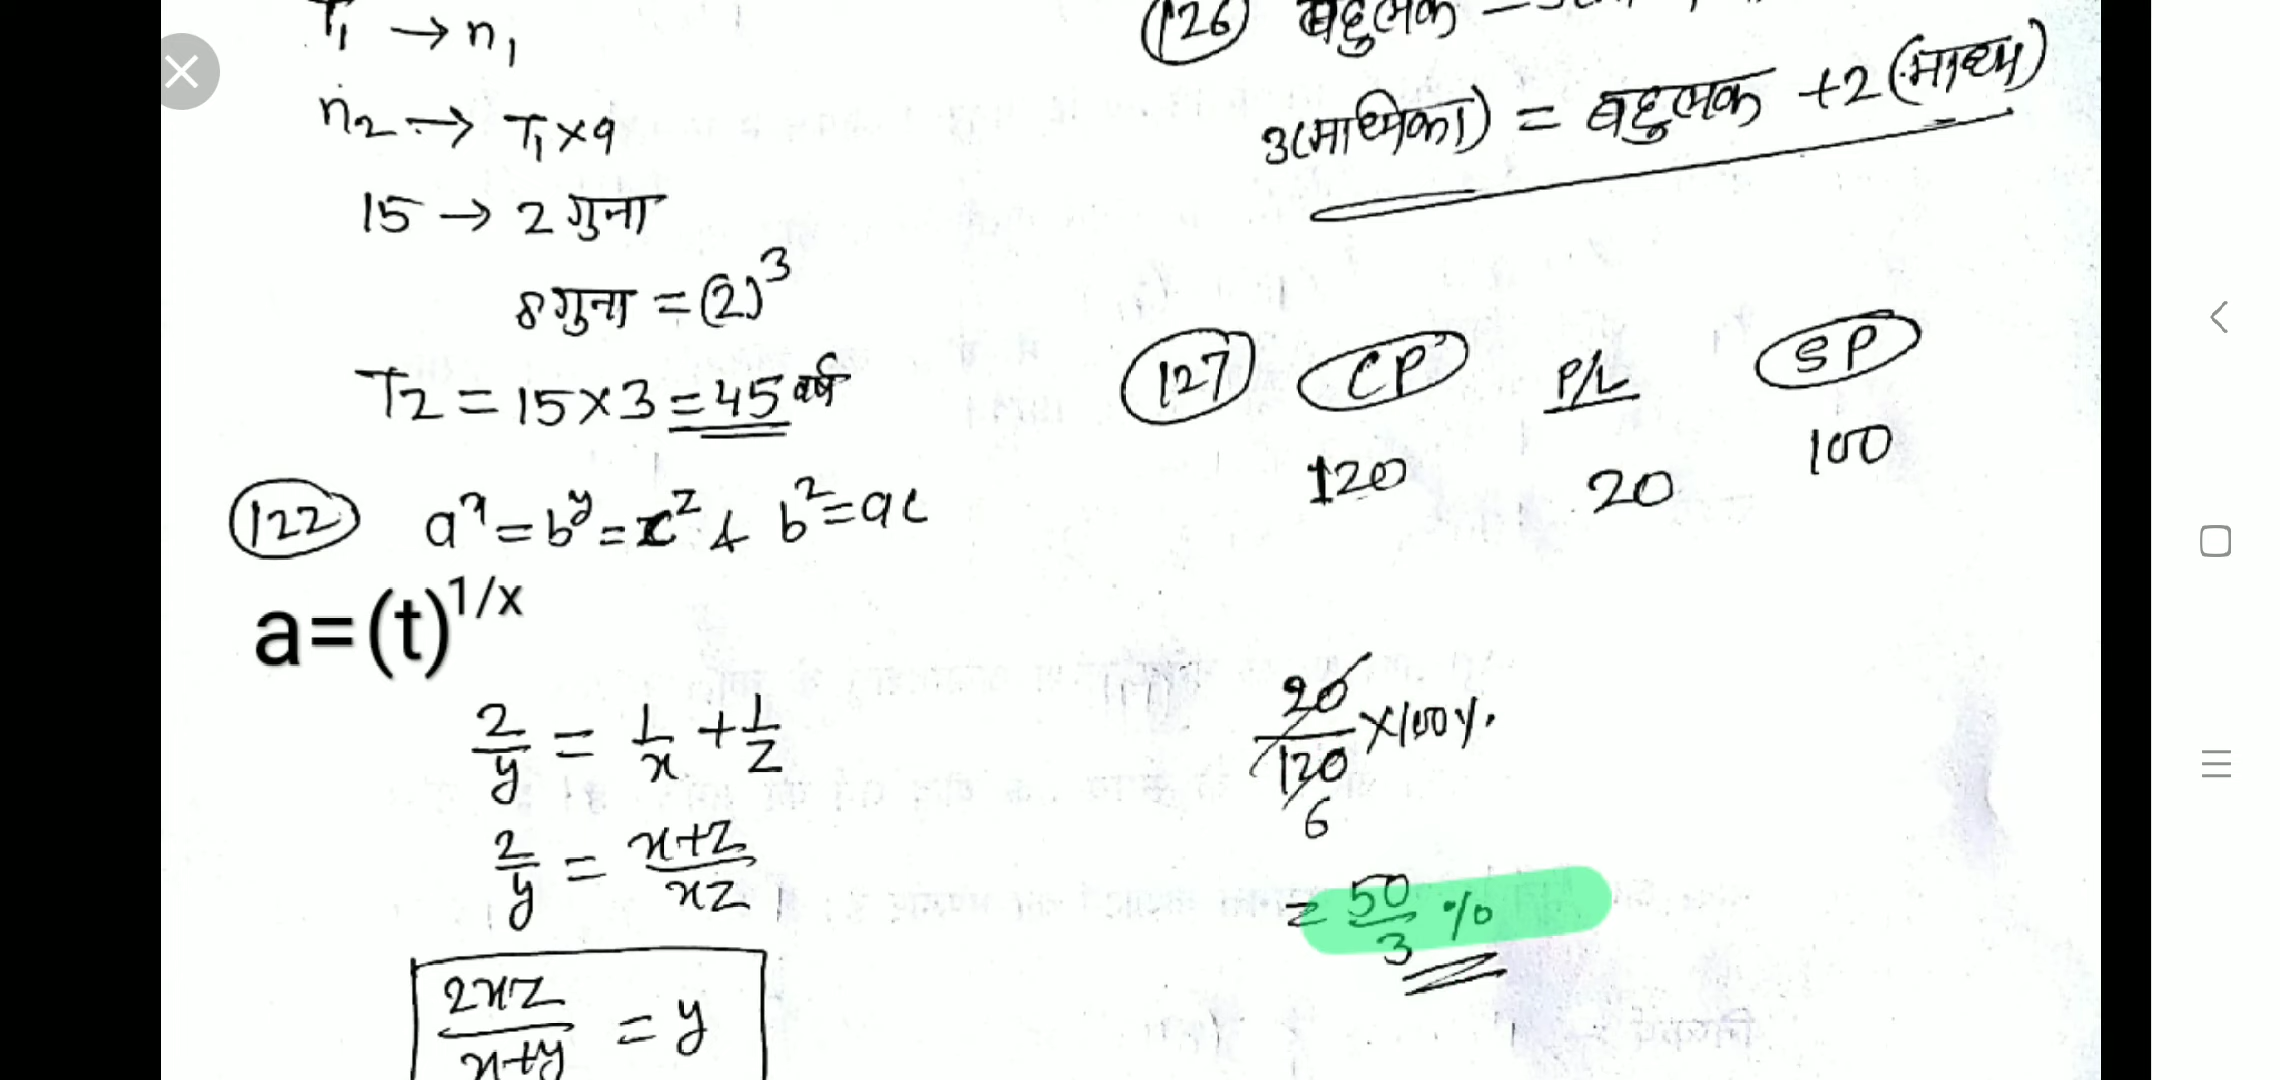 T₁ → n₁
n₂ → T₁×9
15 → 2 गुना
8 गुना = (2)³
T2 = 15×3 = 45 वर्ष
122 aˣ = bʸ = cᶻ & b² = ac
a=(t)^1/x
2/y = 1/x + 1/z
2/y = x+z/xz
2xz/x+y = y
126 बहुलक
3(माध्यिका) = बहुलक +2 (माध्य)
127 CP P/L SP
120 20 100
20/120 ×100%.
6
= 50/3 %